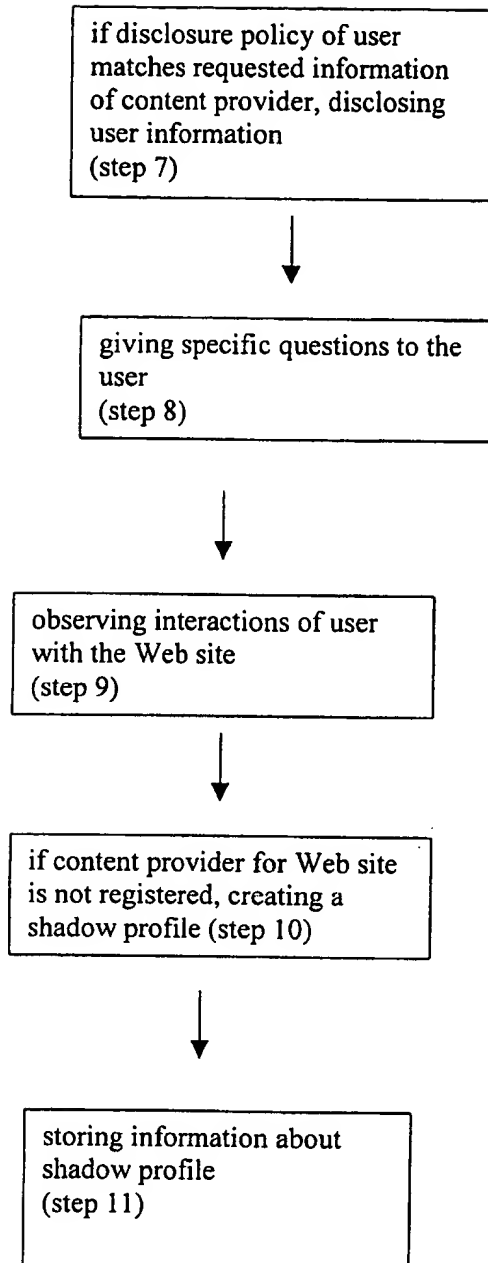 if disclosure policy of user
matches requested information
of content provider, disclosing
user information
(step 7)
giving specific questions to the
user
(step 8)
observing interactions of user
with the Web site
(step 9)
if content provider for Web site
is not registered, creating a
shadow profile (step 10)
storing information about
shadow profile
(step 11)